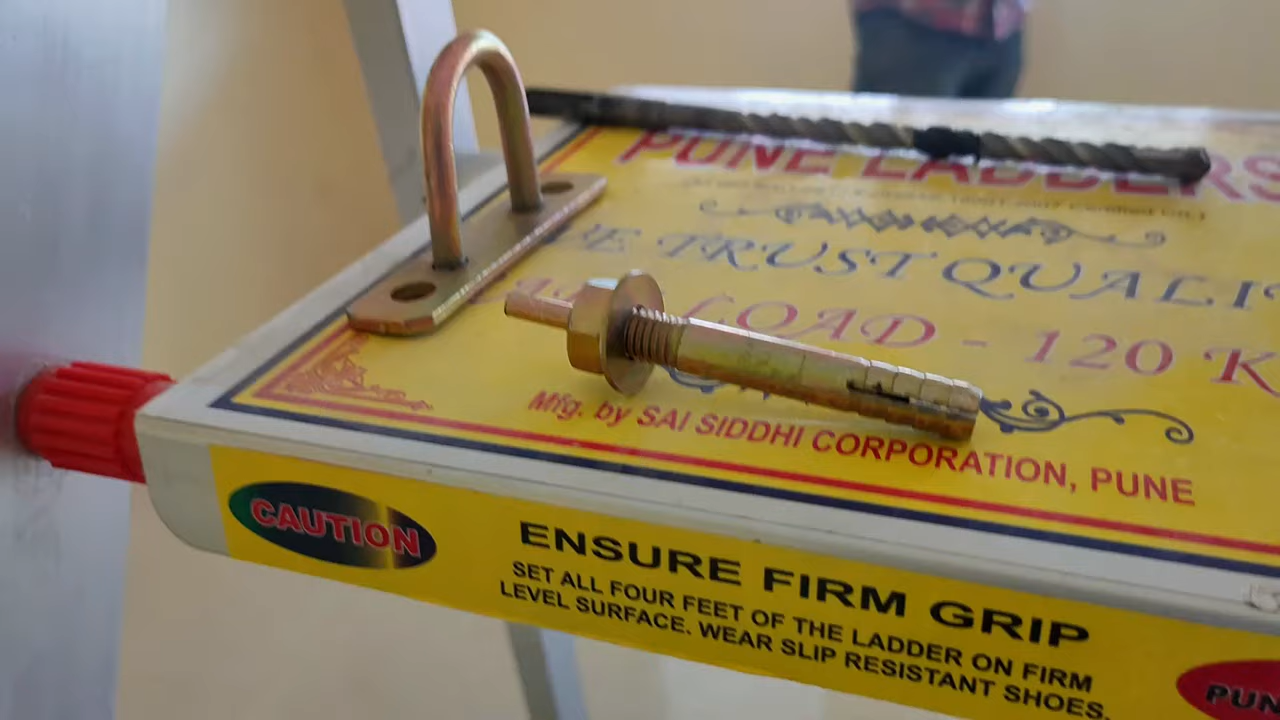 PUNE LADDERS
TRUST QUALI
LOAD - 120 K
Mfg. by SAI SIDDHI CORPORATION, PUNE
CAUTION
ENSURE FIRM GRIP
SET ALL FOUR FEET OF THE LADDER ON FIRM
LEVEL SURFACE. WEAR SLIP RESISTANT SHOES.
PUN